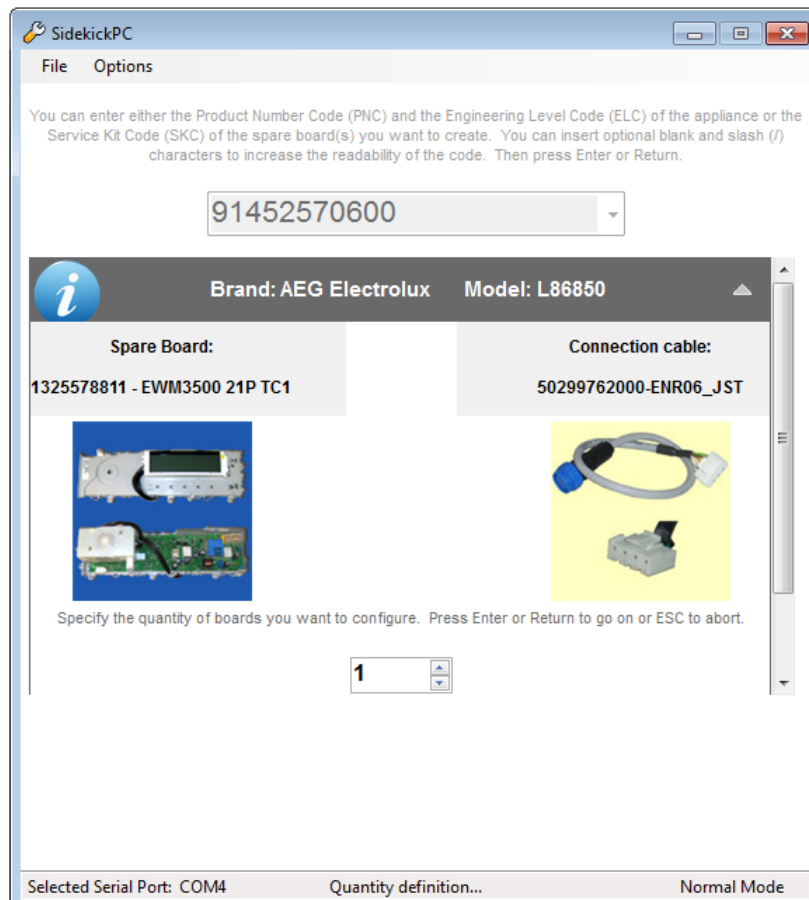 SidekickPC
File Options
You can enter either the Product Number Code (PNC) and the Engineering Level Code (ELC) of the appliance or the
Service Kit Code (SKC) of the spare board(s) you want to create. You can insert optional blank and slash (/)
characters to increase the readability of the code. Then press Enter or Return.
91452570600
i
Brand: AEG Electrolux Model: L86850
Spare Board: Connection cable:
1325578811 - EWM3500 21P TC1 50299762000-ENR06_JST
Specify the quantity of boards you want to configure. Press Enter or Return to go on or ESC to abort.
1
Selected Serial Port: COM4 Quantity definition... Normal Mode